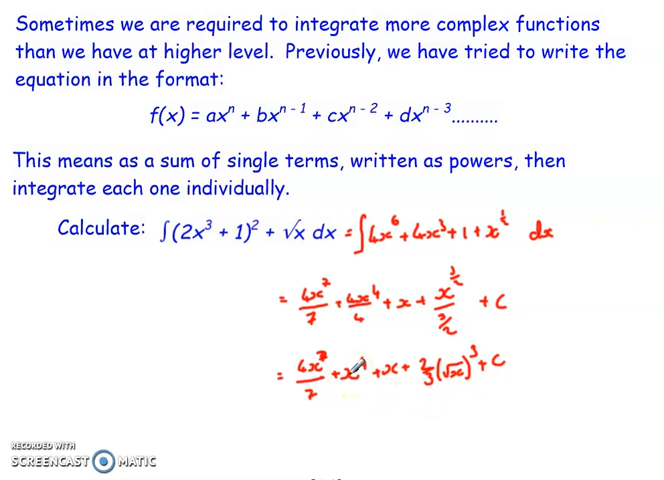 Sometimes we are required to integrate more complex functions
than we have at higher level. Previously, we have tried to write the
equation in the format:
f(x) = axⁿ + bxⁿ ⁻ ¹ + cxⁿ ⁻ ² + dxⁿ ⁻ ³..........
This means as a sum of single terms, written as powers, then
integrate each one individually.
Calculate: ∫(2x³ + 1)² + √x dx = ∫4x⁶ + 4x³ + 1 + x^(1/2) dx
= 4x⁷/7 + 4x⁴/4 + x + x^(3/2)/(3/2) + C
= 4x⁷/7 + x⁴ + x + 2/3 (√x)³ + C
RECORDED WITH
SCREENCAST MATIC